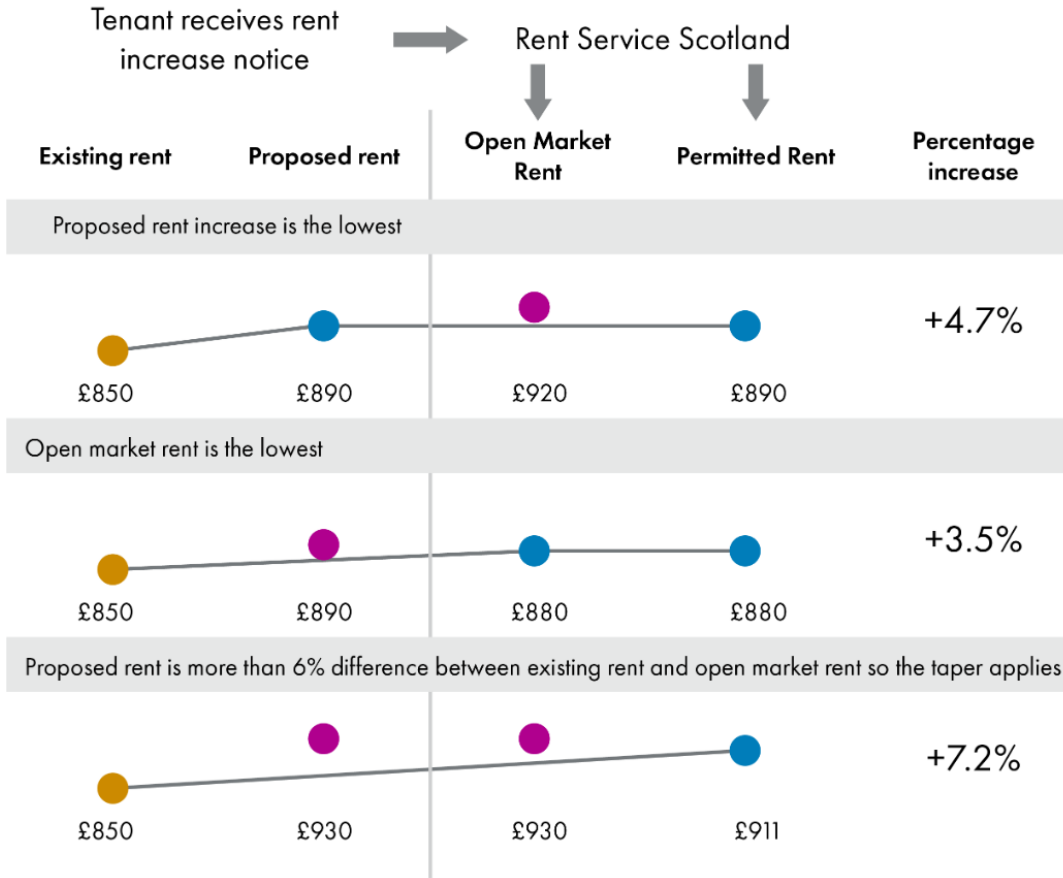 Tenant receives rent
increase notice
Rent Service Scotland
Existing rent
Proposed rent
Open Market
Rent
Permitted Rent
Percentage
increase
Proposed rent increase is the lowest
+4.7%
£850
£890
£920
£890
Open market rent is the lowest
+3.5%
£850
£890
£880
£880
Proposed rent is more than 6% difference between existing rent and open market rent so the taper applies
+7.2%
£850
£930
£930
£911